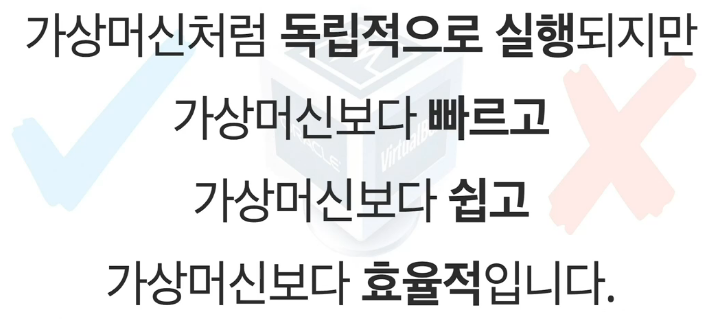 가상머신처럼 독립적으로 실행되지만
가상머신보다 빠르고
가상머신보다 쉽고
가상머신보다 효율적입니다.